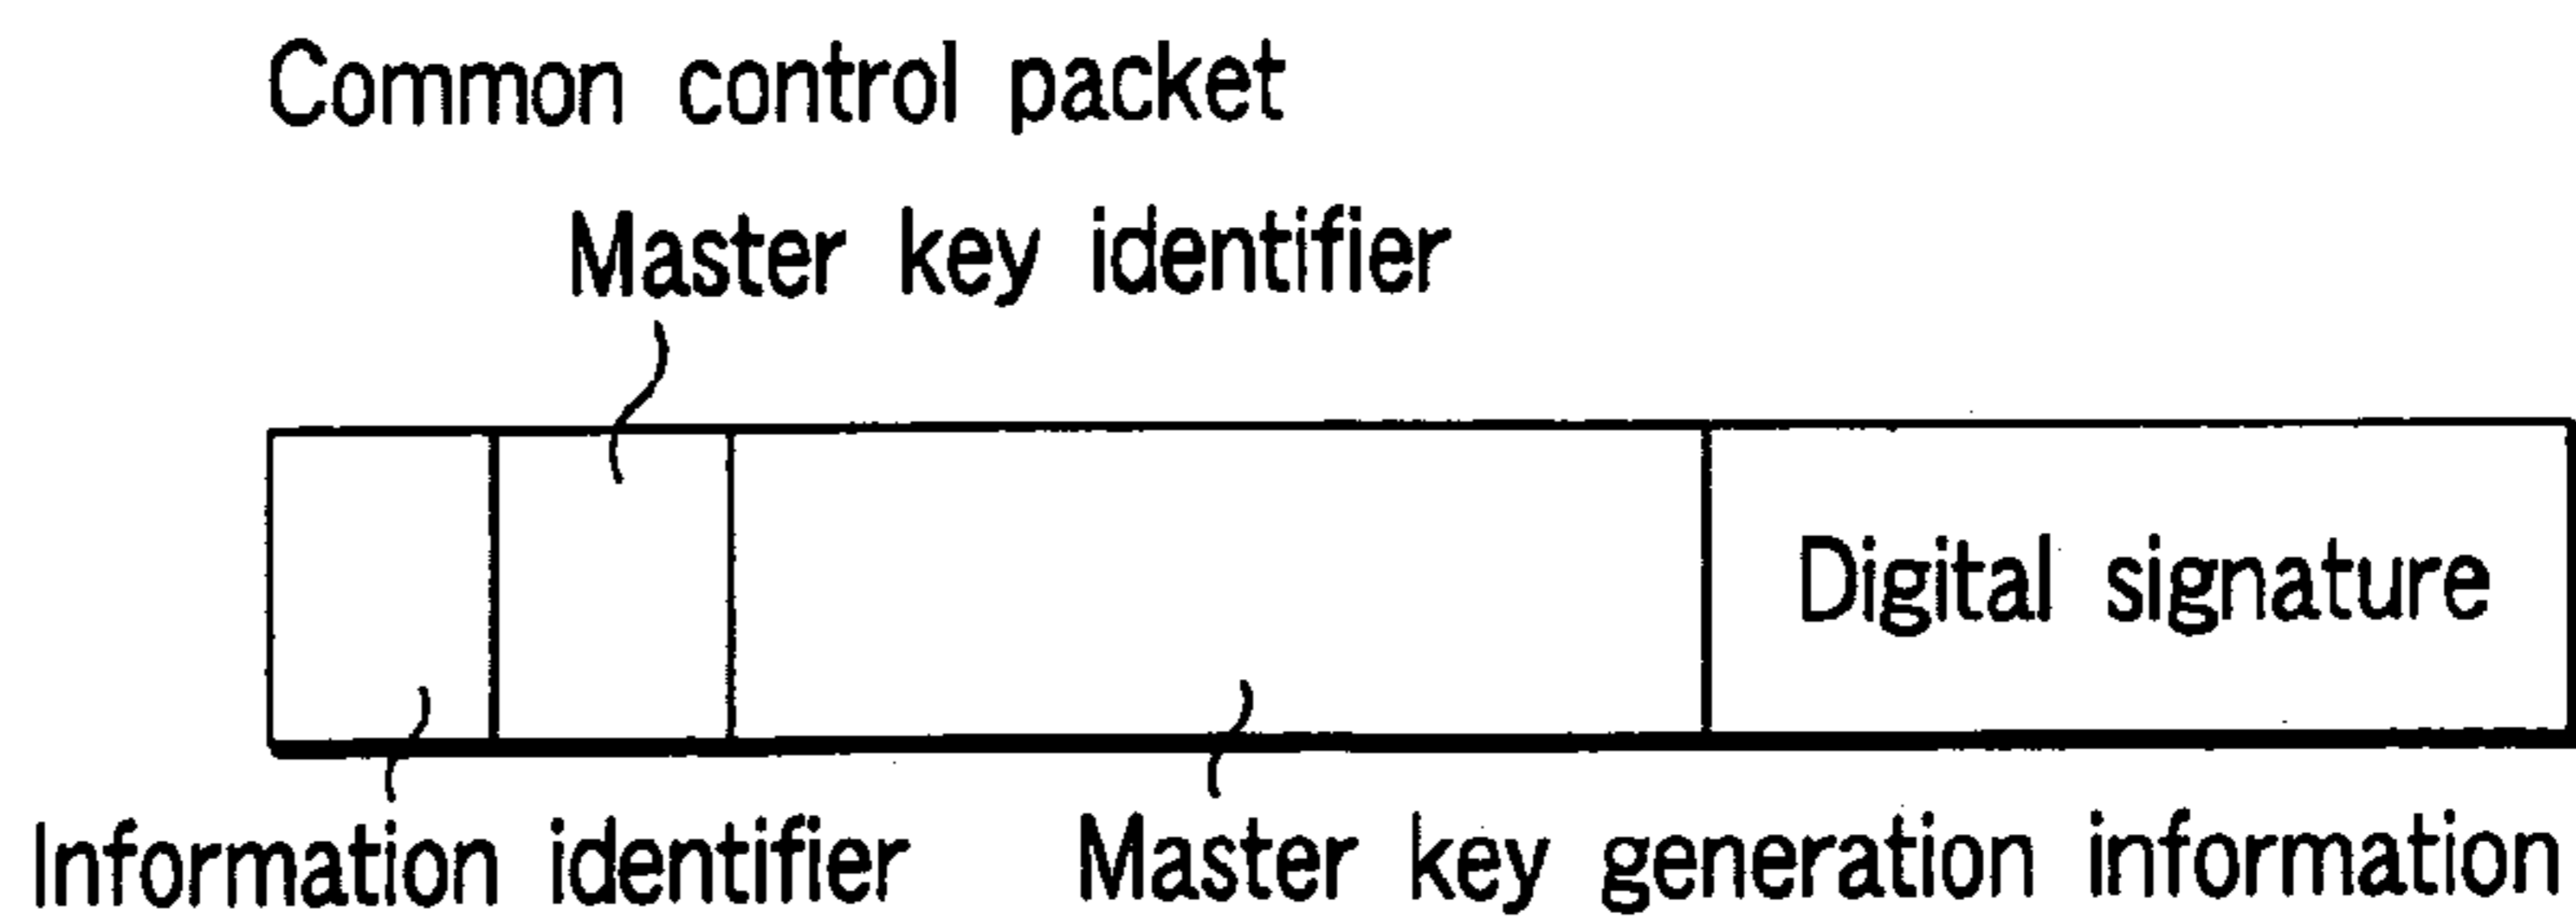 Common control packet
Master key identifier
Digital signature
Information identifier
Master key generation information